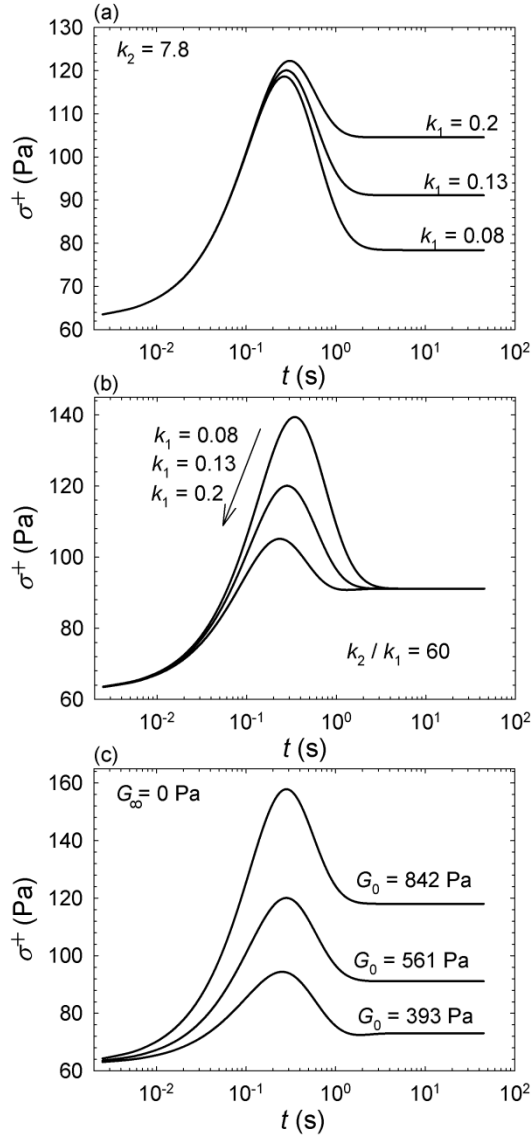 (a)
k₂ = 7.8
130
120
110
100
90
80
70
60
σ⁺ (Pa)
k₁ = 0.2
k₁ = 0.13
k₁ = 0.08
10⁻² 10⁻¹ 10⁰ 10¹ 10²
t (s)
(b)
140
120
100
80
60
σ⁺ (Pa)
k₁ = 0.08
k₁ = 0.13
k₁ = 0.2
k₂ / k₁ = 60
10⁻² 10⁻¹ 10⁰ 10¹ 10²
t (s)
(c)
G∞= 0 Pa
160
140
120
100
80
60
σ⁺ (Pa)
G₀ = 842 Pa
G₀ = 561 Pa
G₀ = 393 Pa
10⁻² 10⁻¹ 10⁰ 10¹ 10²
t (s)